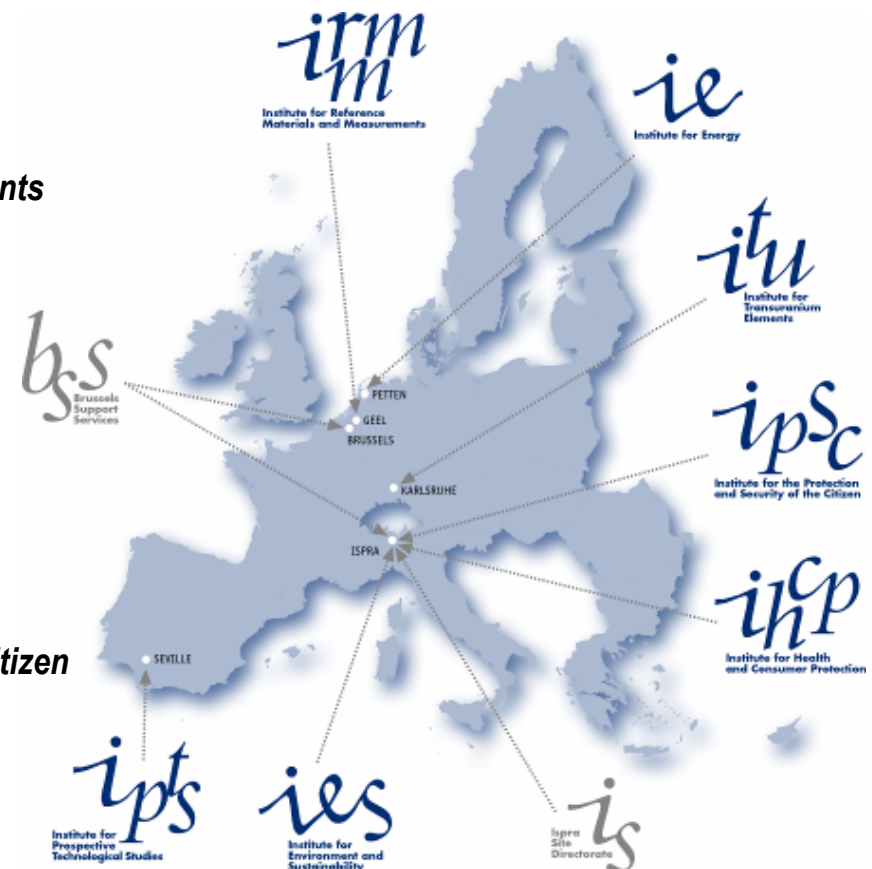 irm
m
Institute for Reference
Materials and Measurements
ie
Institute for Energy
nts
itu
Institute for
Transuranium
Elements
bss
Brussels
Support
Services
PETTEN
GEEL
BRUSSELS
ipsc
Institute for the Protection
and Security of the Citizen
KARLSRUHE
ISPRA
ihcp
Institute for Health
and Consumer Protection
tizen
SEVILLE
ipts
Institute for
Prospective
Technological Studies
ies
Institute for
Environment and
Sustainability
is
Ispra
Site
Directorate